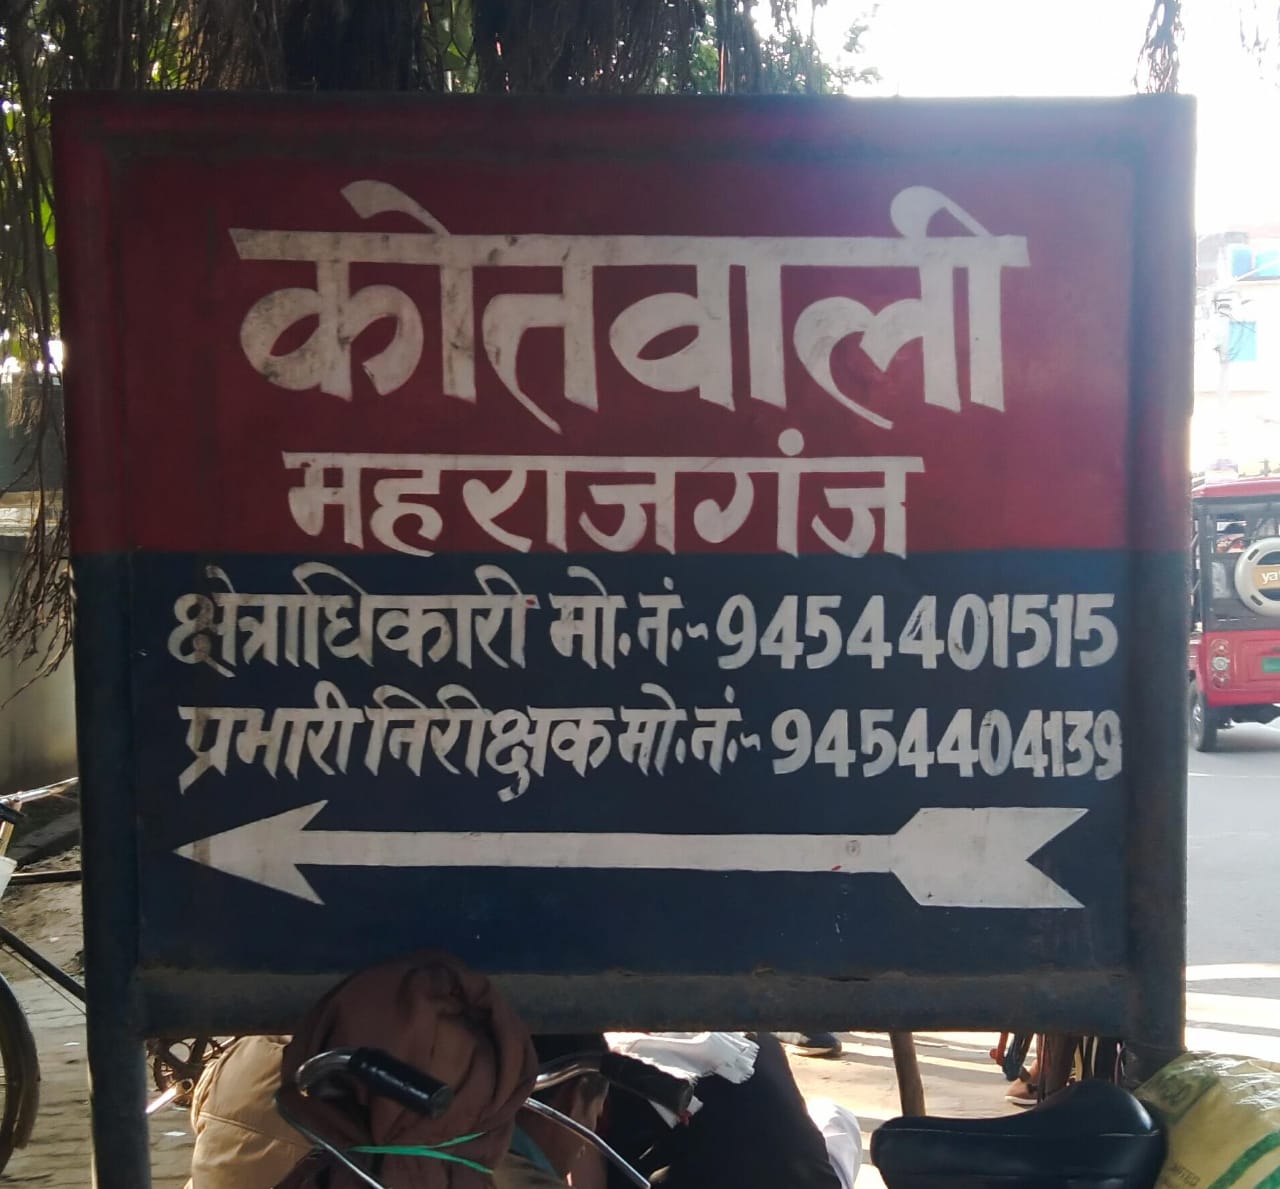 कोतवाली
महराजगंज
क्षेत्राधिकारी मो.नं.:-9454401515
प्रभारी निरीक्षक मो.नं.:-9454404139